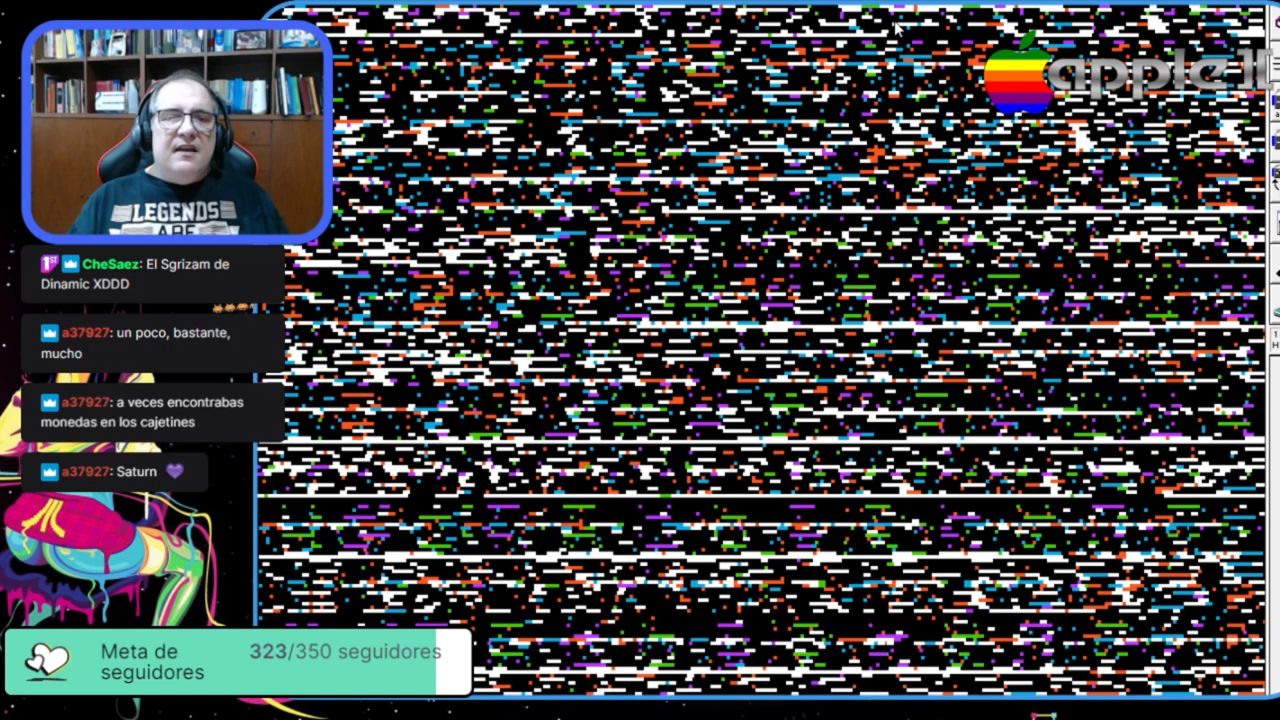 LEGENDS
ARE
CheSaez: El Sgrizam de
Dinamic XDDD
a37927: un poco, bastante,
mucho
a37927: a veces encontrabas
monedas en los cajetines
a37927: Saturn
Meta de
seguidores
323/350 seguidores
apple II